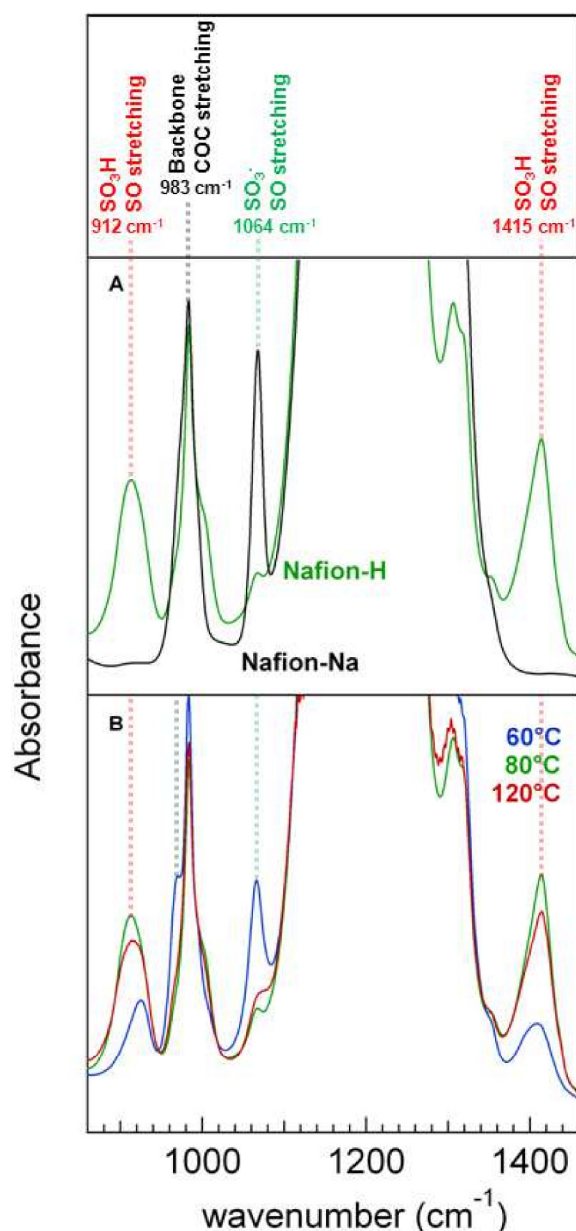 SO₃H
SO stretching
912 cm⁻¹
Backbone
COC stretching
983 cm⁻¹
SO₃⁻
SO stretching
1064 cm⁻¹
SO₃H
SO stretching
1415 cm⁻¹
A
Nafion-H
Nafion-Na
B
60°C
80°C
120°C
Absorbance
1000
1200
1400
wavenumber (cm⁻¹)